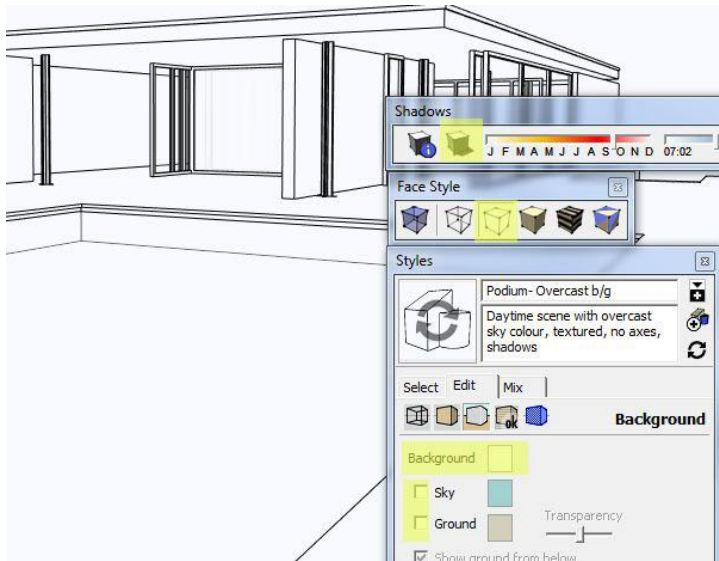 Shadows
J F M A M J J A S O N D 07:02
Face Style
Styles
Podium- Overcast b/g
Daytime scene with overcast
sky colour, textured, no axes,
shadows
Select Edit Mix
ok
Background
Background
Sky
Ground Transparency
Show ground from below